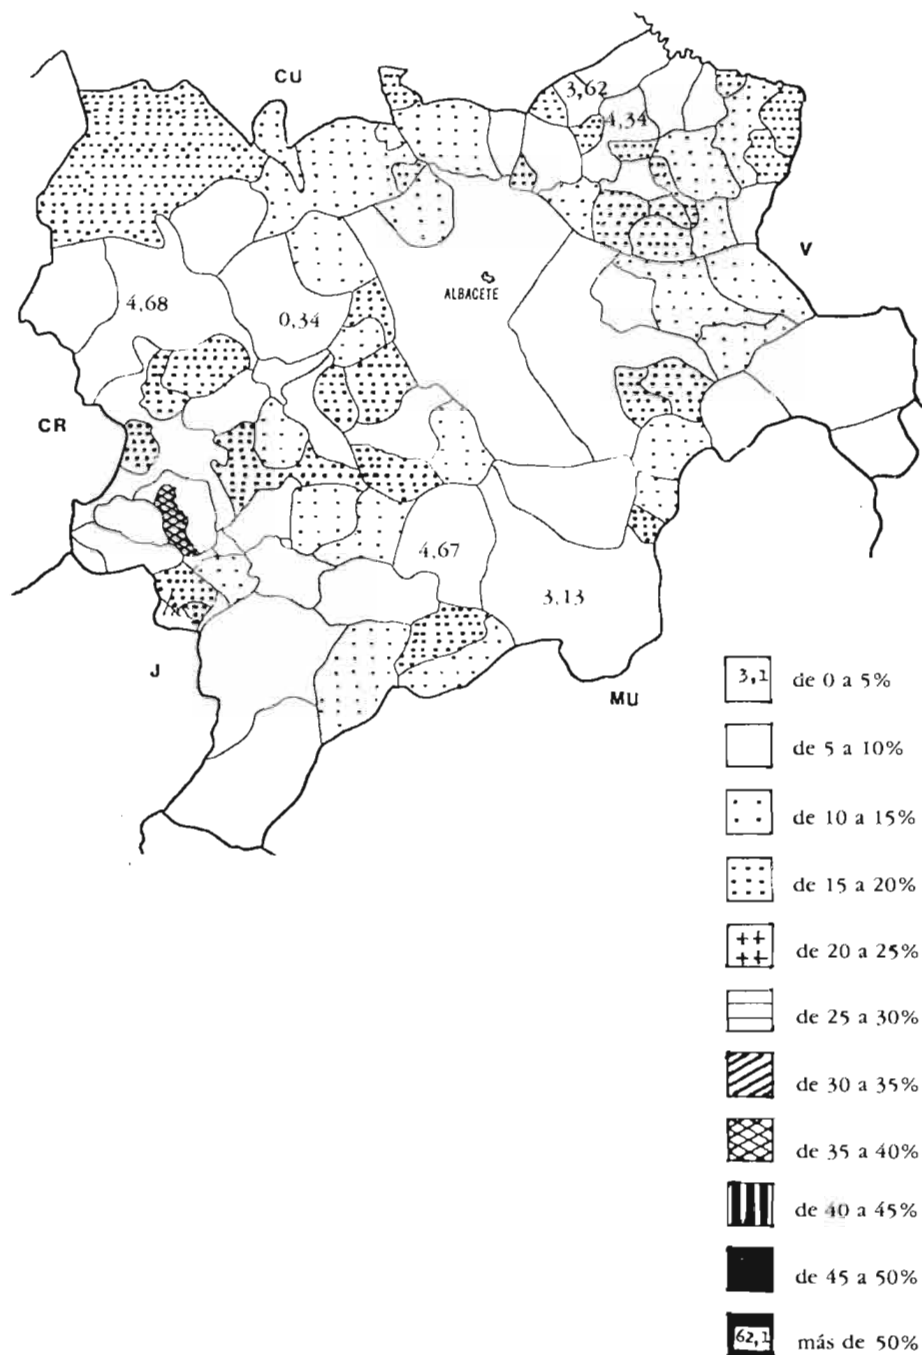 CU
3,62
4,34
V
ALBACETE
4,68
0,34
CR
4,67
3,13
J
MU
3,1 de 0 a 5%
de 5 a 10%
de 10 a 15%
de 15 a 20%
de 20 a 25%
de 25 a 30%
de 30 a 35%
de 35 a 40%
de 40 a 45%
de 45 a 50%
62,1 más de 50%